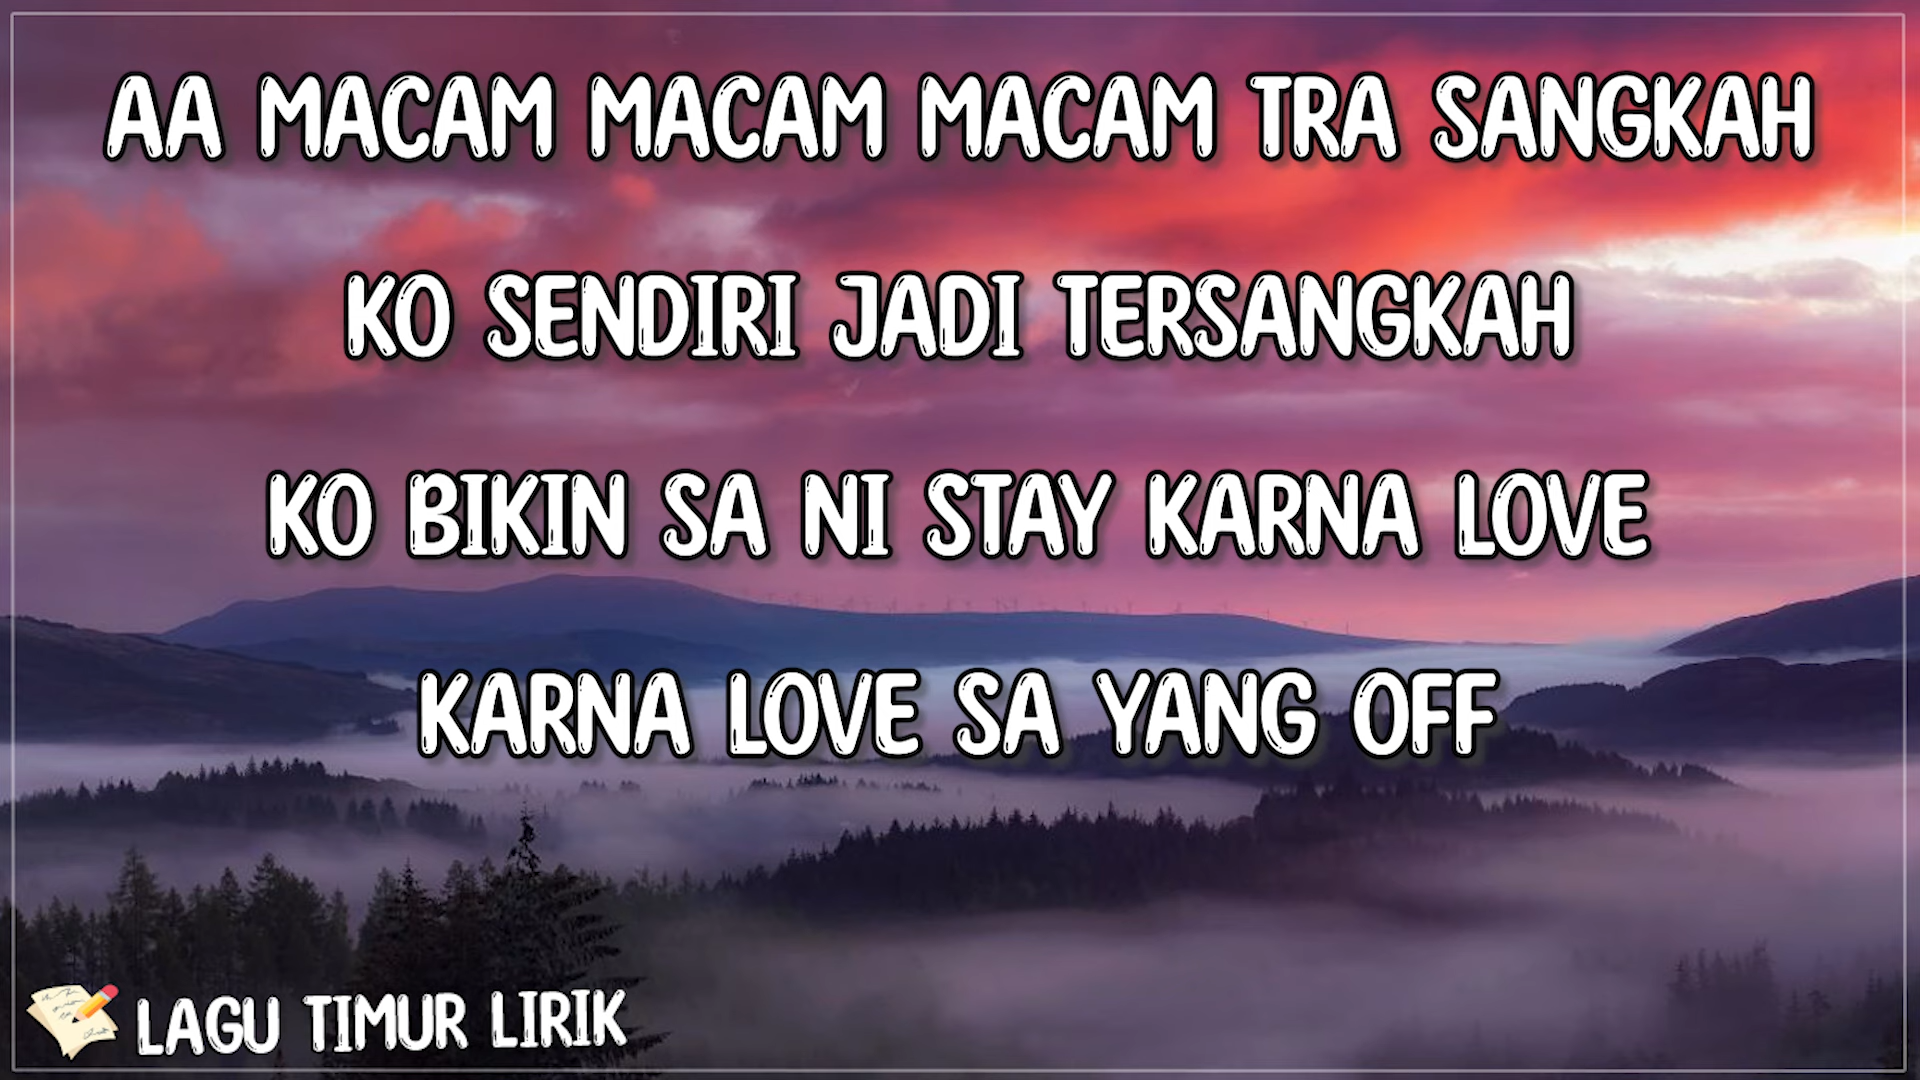 AA MACAM MACAM MACAM TRA SANGKAH
KO SENDIRI JADI TERSANGKAH
KO BIKIN SA NI STAY KARNA LOVE
KARNA LOVE SA YANG OFF
LAGU TIMUR LIRIK